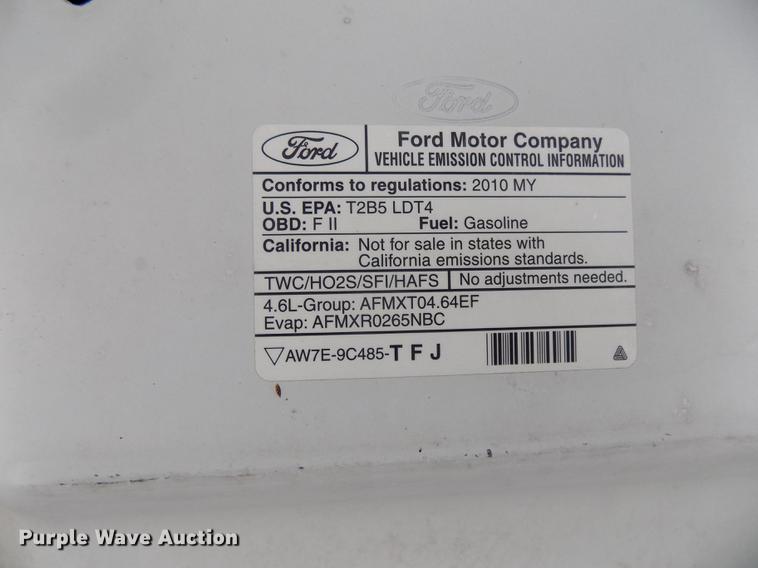 Ford
Ford
Ford Motor Company
VEHICLE EMISSION CONTROL INFORMATION
Conforms to regulations: 2010 MY
U.S. EPA: T2B5 LDT4
OBD: F II Fuel: Gasoline
California: Not for sale in states with
California emissions standards.
TWC/HO2S/SFI/HAFS No adjustments needed.
4.6L-Group: AFMXT04.64EF
Evap: AFMXR0265NBC
AW7E-9C485-T F J
Purple Wave Auction